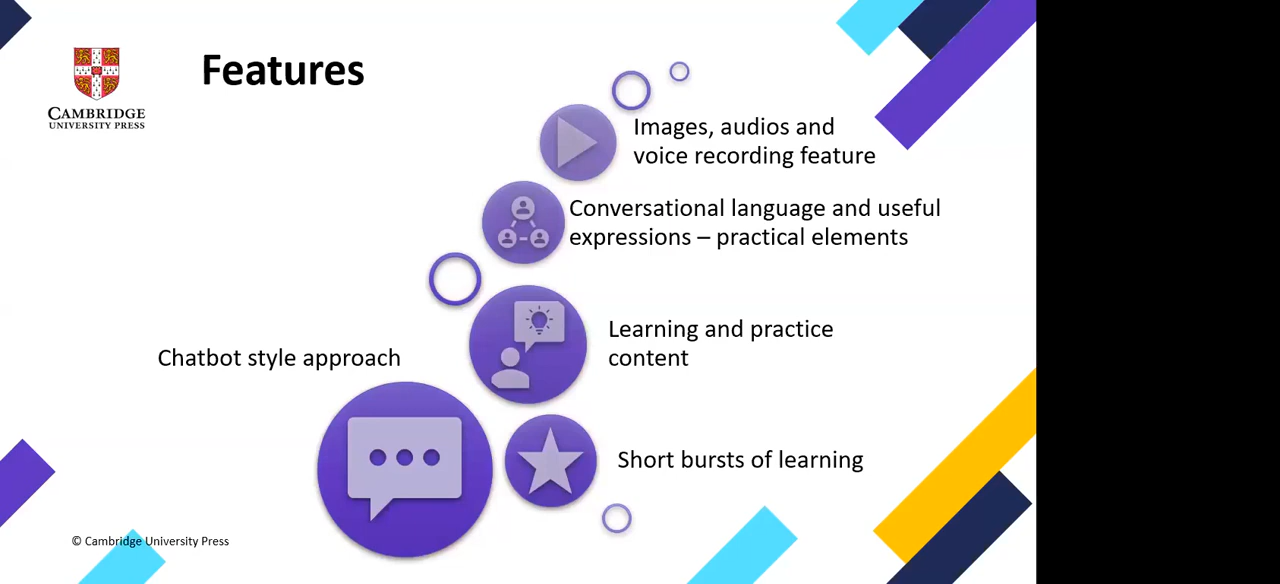 Features
CAMBRIDGE
UNIVERSITY PRESS
Images, audios and
voice recording feature
Conversational language and useful
expressions – practical elements
Learning and practice
content
Chatbot style approach
Short bursts of learning
© Cambridge University Press